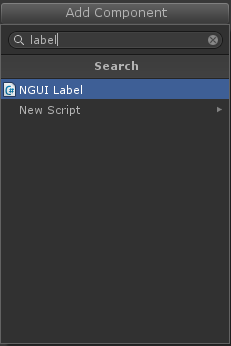 Add Component
label
Search
NGUI Label
New Script